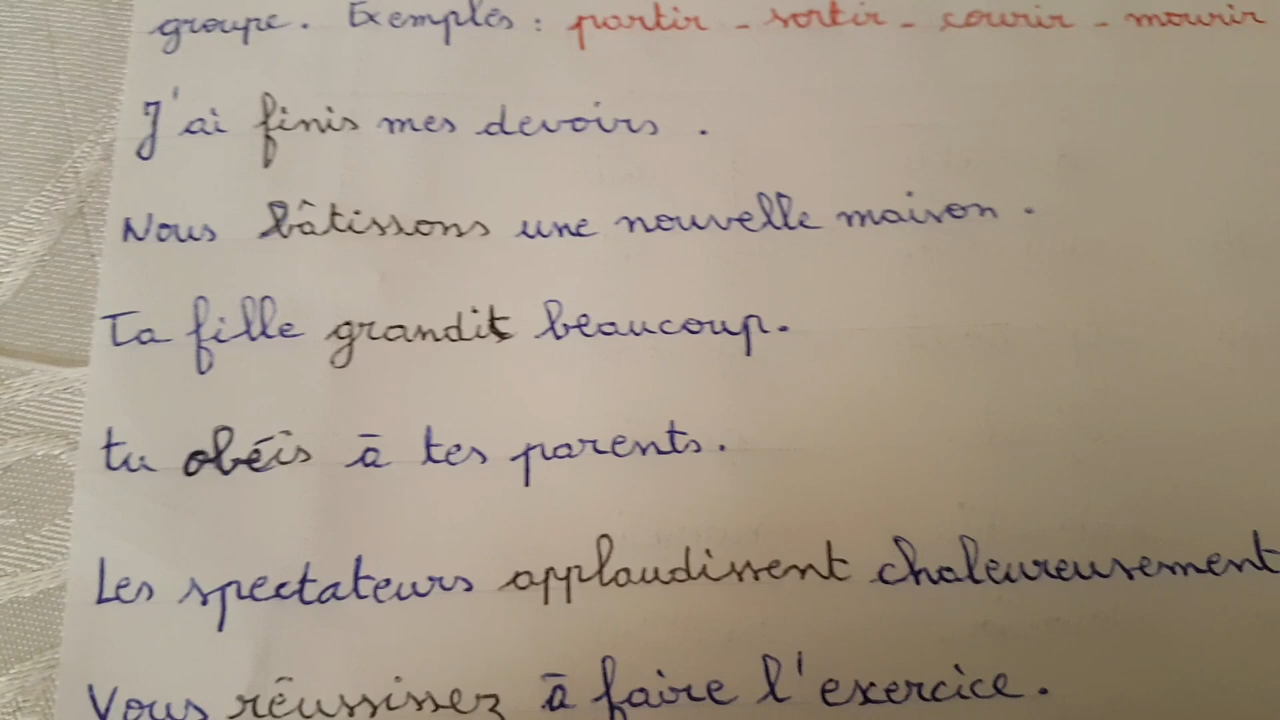 groupe. Exemples : partir - sortir - courir - mourir
J'ai finis mes devoirs.
Nous bâtissons une nouvelle maison.
Ta fille grandit beaucoup.
tu obéis à tes parents.
Les spectateurs applaudissent chaleureusement
Vous réussissez à faire l'exercice.